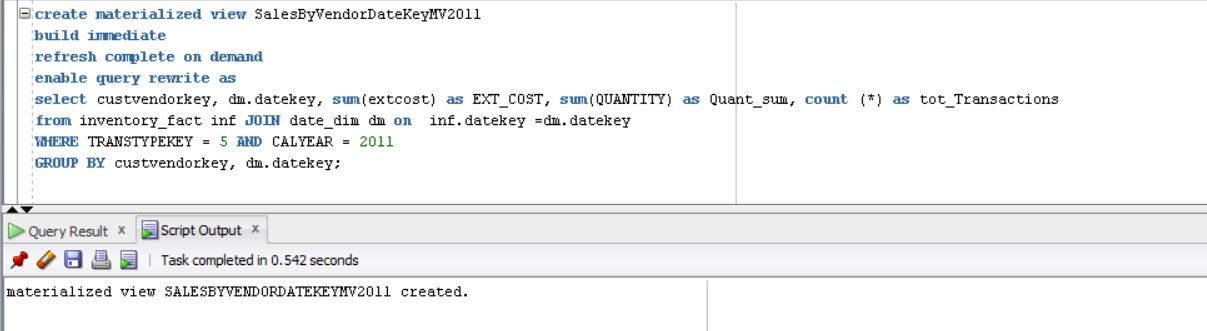 create materialized view SalesByVendorDateKeyMV2011
build immediate
refresh complete on demand
enable query rewrite as
select custvendorkey, dm.datekey, sum(extcost) as EXT_COST, sum(QUANTITY) as Quant_sum, count (*) as tot_Transactions
from inventory_fact inf JOIN date_dim dm on  inf.datekey =dm.datekey
WHERE TRANSTYPEKEY = 5 AND CALYEAR = 2011
GROUP BY custvendorkey, dm.datekey;
Query Result x Script Output x
Task completed in 0.542 seconds
materialized view SALESBYVENDORDATEKEYMV2011 created.